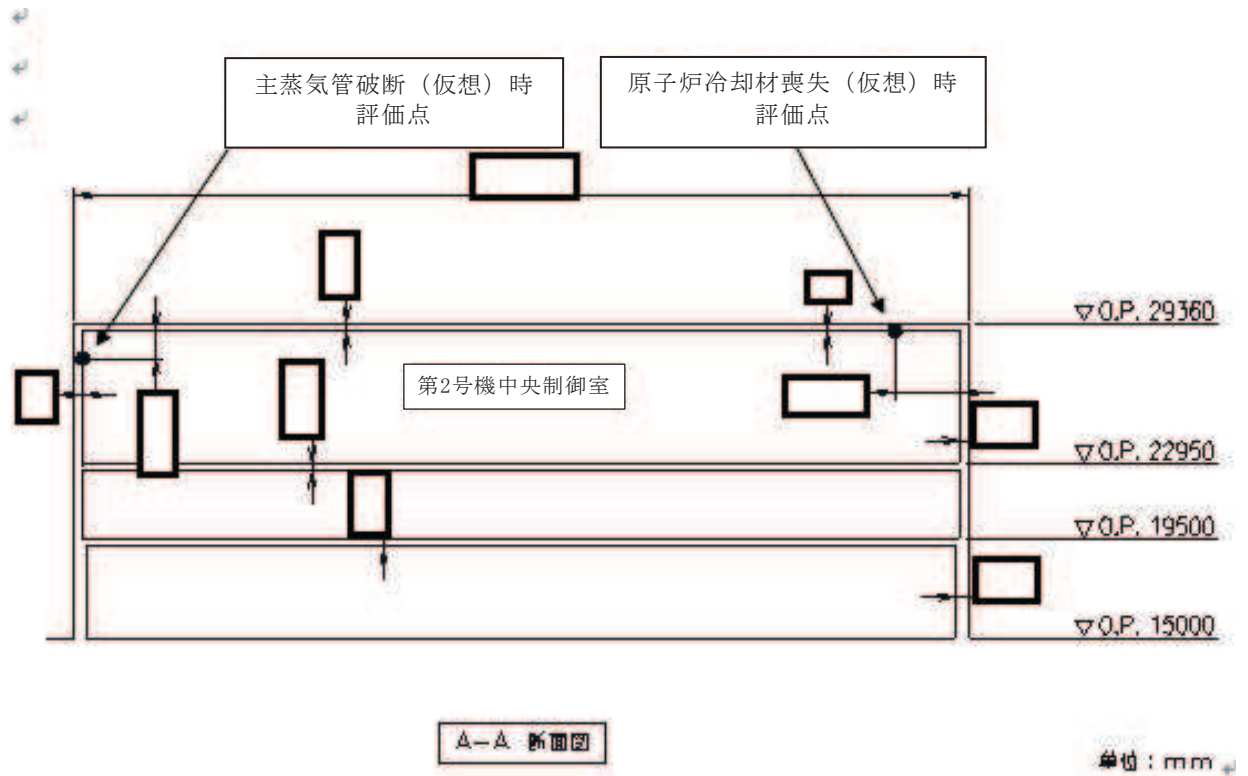 主蒸気管破断（仮想）時
評価点
原子炉冷却材喪失（仮想）時
評価点
▽O.P. 29360
第2号機中央制御室
▽O.P. 22950
▽O.P. 19500
▽O.P. 15000
A－A 断面図
単位：mm